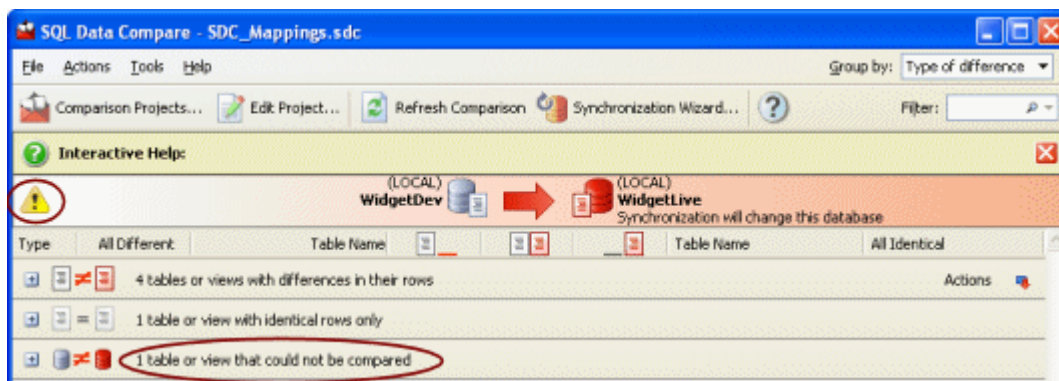 SQL Data Compare - SDC_Mappings.sdc
File Actions Tools Help Group by: Type of difference
Comparison Projects... Edit Project... Refresh Comparison Synchronization Wizard... ? Filter:
? Interactive Help:
(LOCAL) (LOCAL)
WidgetDev WidgetLive
Synchronization will change this database
Type All Different Table Name Table Name All Identical
4 tables or views with differences in their rows Actions
1 table or view with identical rows only
1 table or view that could not be compared